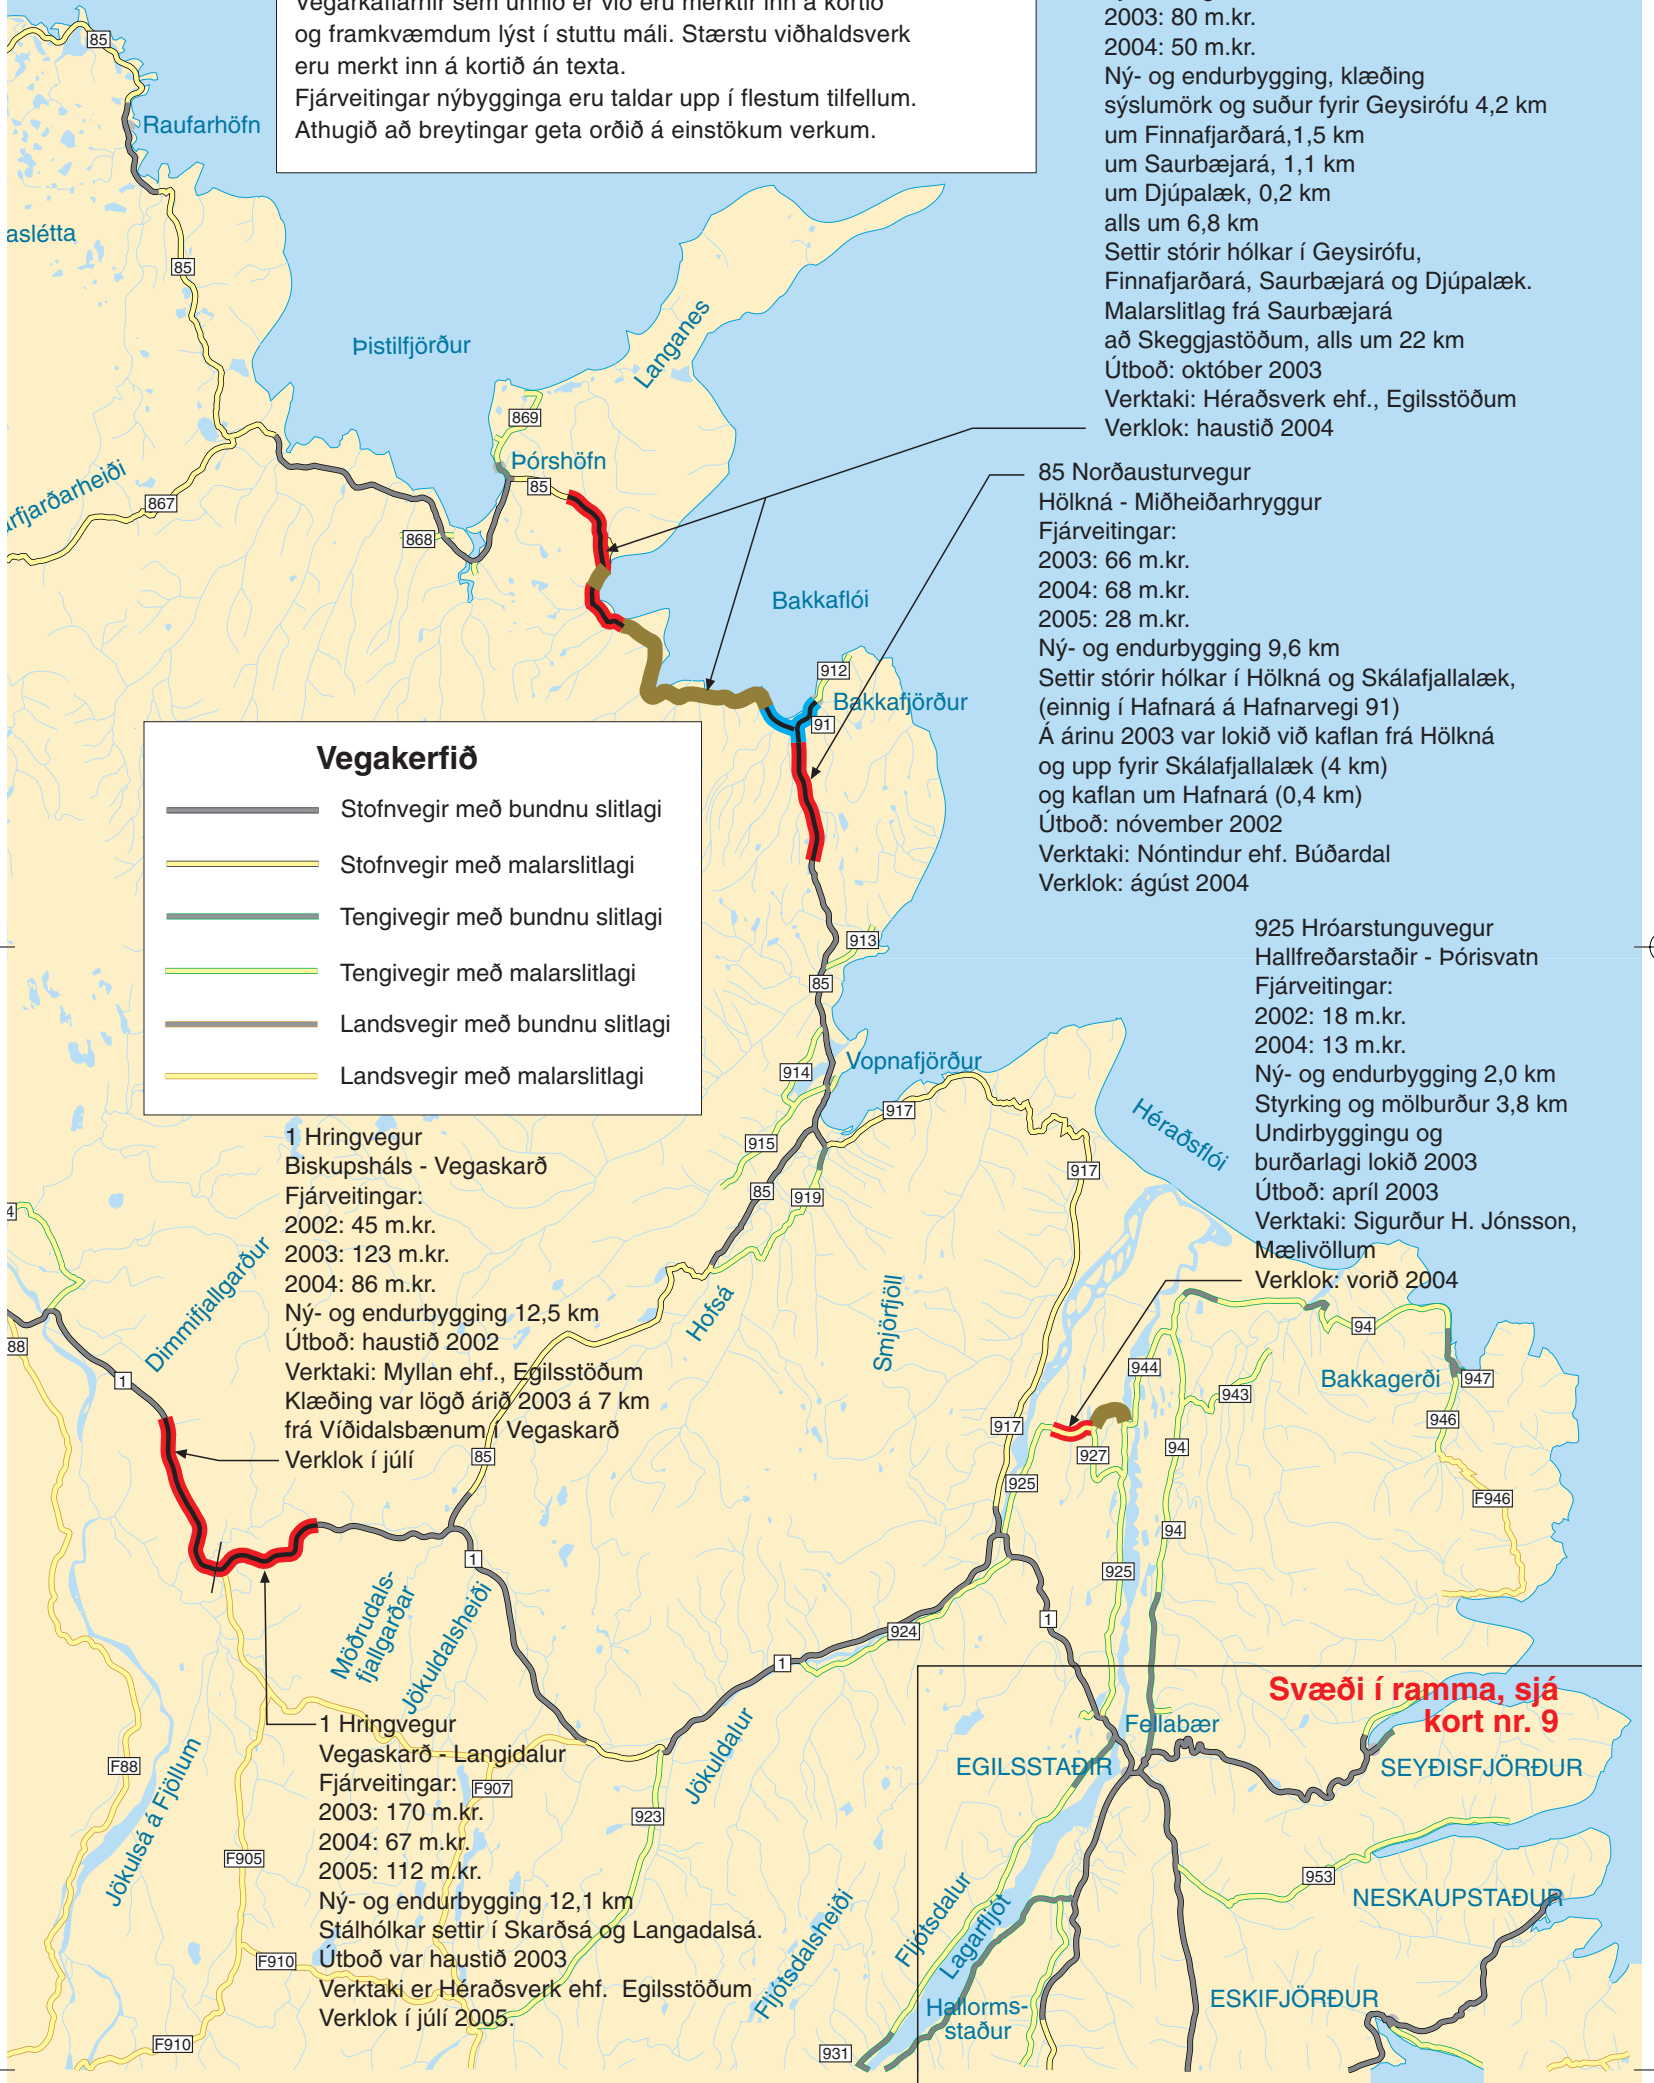 Vegarkaflarnir sem unnið er við eru merktir inn á kortið
og framkvæmdum lýst í stuttu máli. Stærstu viðhaldsverk
eru merkt inn á kortið án texta.
Fjárveitingar nýbygginga eru taldar upp í flestum tilfellum.
Athugið að breytingar geta orðið á einstökum verkum.
2003: 80 m.kr.
2004: 50 m.kr.
Ný- og endurbygging, klæðing
sýslumörk og suður fyrir Geysirófu 4,2 km
um Finnafjarðará,1,5 km
um Saurbæjará, 1,1 km
um Djúpalæk, 0,2 km
alls um 6,8 km
Settir stórir hólkar í Geysirófu,
Finnafjarðará, Saurbæjará og Djúpalæk.
Malarslitlag frá Saurbæjará
að Skeggjastöðum, alls um 22 km
Útboð: október 2003
Verktaki: Héraðsverk ehf., Egilsstöðum
Verklok: haustið 2004
85
Raufarhöfn
aslétta
85
Þistilfjörður
Langanes
869
Þórshöfn
85
arfjarðarheiði
867
868
85 Norðausturvegur
Hölkná - Miðheiðarhryggur
Fjárveitingar:
2003: 66 m.kr.
2004: 68 m.kr.
2005: 28 m.kr.
Ný- og endurbygging 9,6 km
Settir stórir hólkar í Hölkná og Skálafjallalæk,
(einnig í Hafnará á Hafnarvegi 91)
Á árinu 2003 var lokið við kaflan frá Hölkná
og upp fyrir Skálafjallalæk (4 km)
og kaflan um Hafnará (0,4 km)
Útboð: nóvember 2002
Verktaki: Nóntindur ehf. Búðardal
Verklok: ágúst 2004
Bakkaflói
912
Bakkafjörður
91
Vegakerfið
Stofnvegir með bundnu slitlagi
Stofnvegir með malarslitlagi
Tengivegir með bundnu slitlagi
Tengivegir með malarslitlagi
Landsvegir með bundnu slitlagi
Landsvegir með malarslitlagi
913
85
925 Hróarstunguvegur
Hallfreðarstaðir - Þórisvatn
Fjárveitingar:
2002: 18 m.kr.
2004: 13 m.kr.
Ný- og endurbygging 2,0 km
Styrking og mölburður 3,8 km
Undirbyggingu og
burðarlagi lokið 2003
Útboð: apríl 2003
Verktaki: Sigurður H. Jónsson,
Mælivöllum
Verklok: vorið 2004
Vopnafjörður
914
917
915
917
85
919
Héraðsflói
1 Hringvegur
Biskupsháls - Vegaskarð
Fjárveitingar:
2002: 45 m.kr.
2003: 123 m.kr.
2004: 86 m.kr.
Ný- og endurbygging 12,5 km
Útboð: haustið 2002
Verktaki: Myllan ehf., Egilsstöðum
Klæðing var lögð árið 2003 á 7 km
frá Víðidalsbænum í Vegaskarð
Verklok í júlí
4
88
1
Dimmifjallgarður
Hofsá
Smjörfjöll
85
94
944
Bakkagerði
947
943
946
917
927
94
925
F946
94
1
925
1
924
1
Möðrudals-
fjallgarðar
Jökuldalsheiði
Jökuldalur
Svæði í ramma, sjá
kort nr. 9
Fellabær
EGILSSTAÐIR
SEYÐISFJÖRÐUR
1 Hringvegur
Vegaskarð - Langidalur
Fjárveitingar:
2003: 170 m.kr.
2004: 67 m.kr.
2005: 112 m.kr.
Ný- og endurbygging 12,1 km
Stálhólkar settir í Skarðsá og Langadalsá.
Útboð var haustið 2003
Verktaki er Héraðsverk ehf. Egilsstöðum
Verklok í júlí 2005.
F88
F907
923
Jökulsá á Fjöllum
F905
953
NESKAUPSTAÐUR
Fljótsdalsheiði
Fljótsdalur
Lagarfljót
F910
Hallorms-
staður
ESKIFJÖRÐUR
F910
931